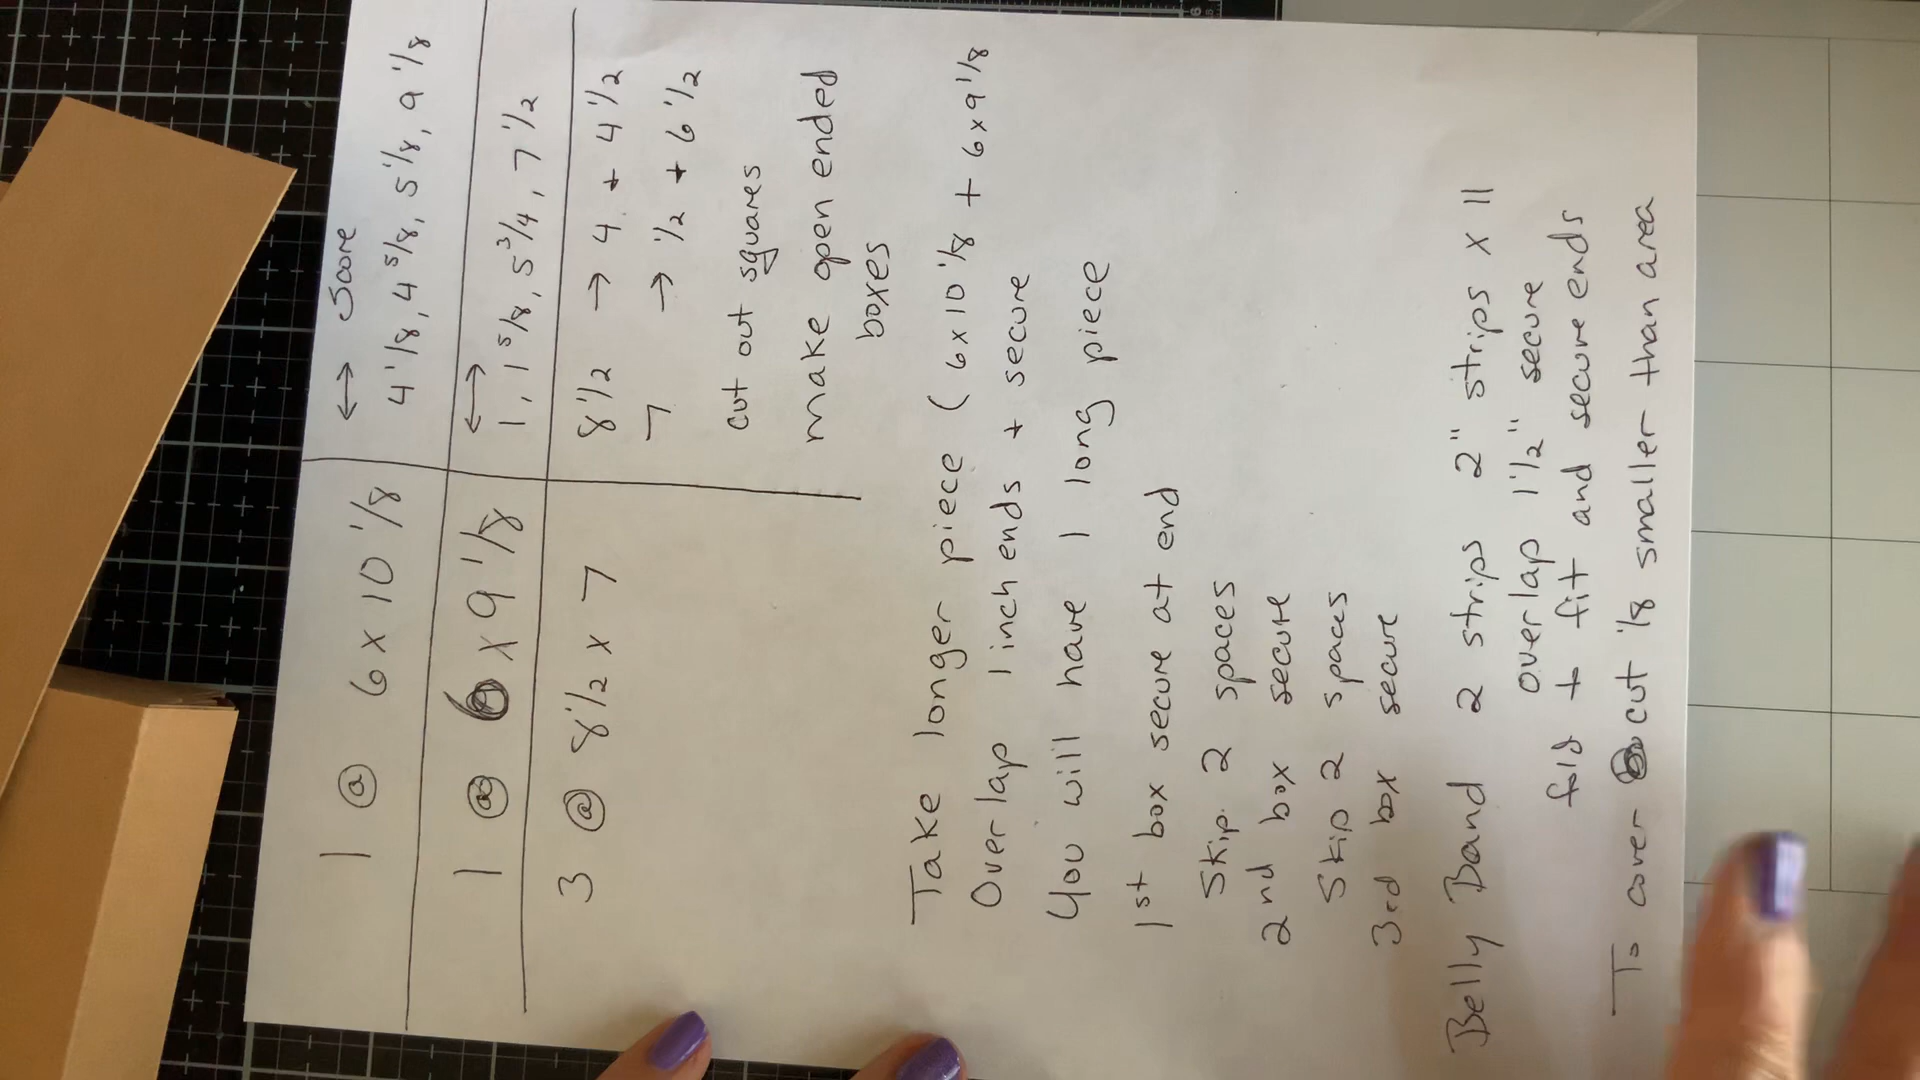 1 @ 6 x 10 1/8
↔ Score
4 1/8, 4 5/8, 5 1/8, 9 1/8
1 @ 6 x 9 1/8
↔
1, 1 5/8, 5 3/4, 7 1/2
3 @ 8 1/2 x 7
8 1/2 → 4 + 4 1/2
7 → 1/2 + 6 1/2
cut out squares
make open ended
boxes
Take longer piece (6 x 10 1/8 + 6 x 9 1/8
Overlap 1 inch ends + secure
You will have 1 long piece
1st box secure at end
Skip 2 spaces
2nd box secure
Skip 2 spaces
3rd box secure
Belly Band 2 strips 2" strips x 11
overlap 1 1/2" secure
fold + fit and secure ends
To cover cut 1/8 smaller than area